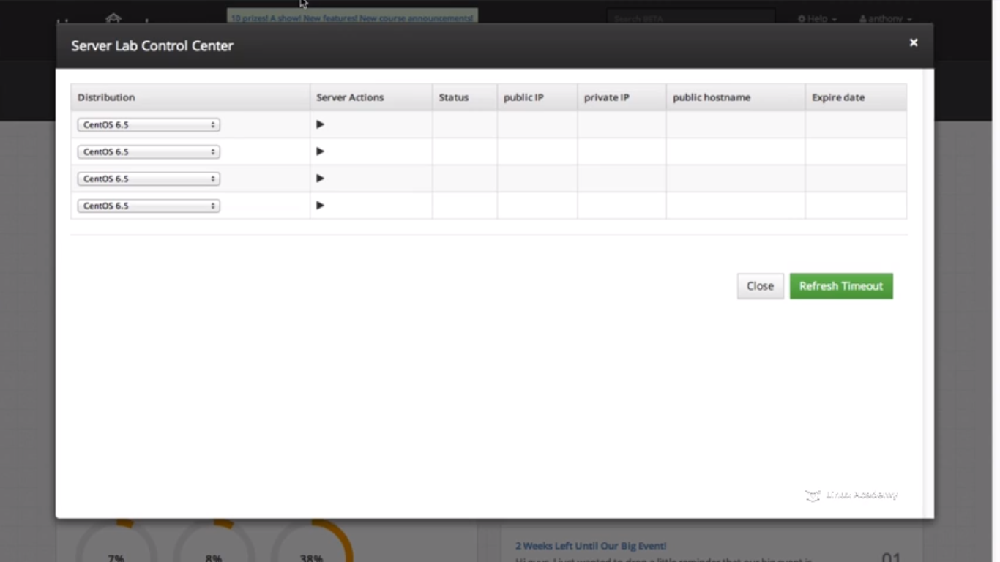 10 prizes! A show! New features! New course announcements!
Search BETA
Help
anthony
Server Lab Control Center
×
Distribution Server Actions Status public IP private IP public hostname Expire date
CentOS 6.5
CentOS 6.5
CentOS 6.5
CentOS 6.5
Close Refresh Timeout
Linux Academy
7% 8% 38%
2 Weeks Left Until Our Big Event!
Hi guys, I just wanted to drop a little reminder that our big event is
01